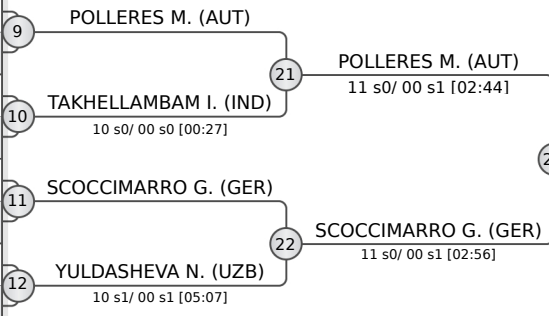 9
POLLERES M. (AUT)
21
POLLERES M. (AUT)
11 s0/ 00 s1 [02:44]
10
TAKHELLAMBAM I. (IND)
10 s0/ 00 s0 [00:27]
11
SCOCCIMARRO G. (GER)
22
SCOCCIMARRO G. (GER)
11 s0/ 00 s1 [02:56]
12
YULDASHEVA N. (UZB)
10 s1/ 00 s1 [05:07]